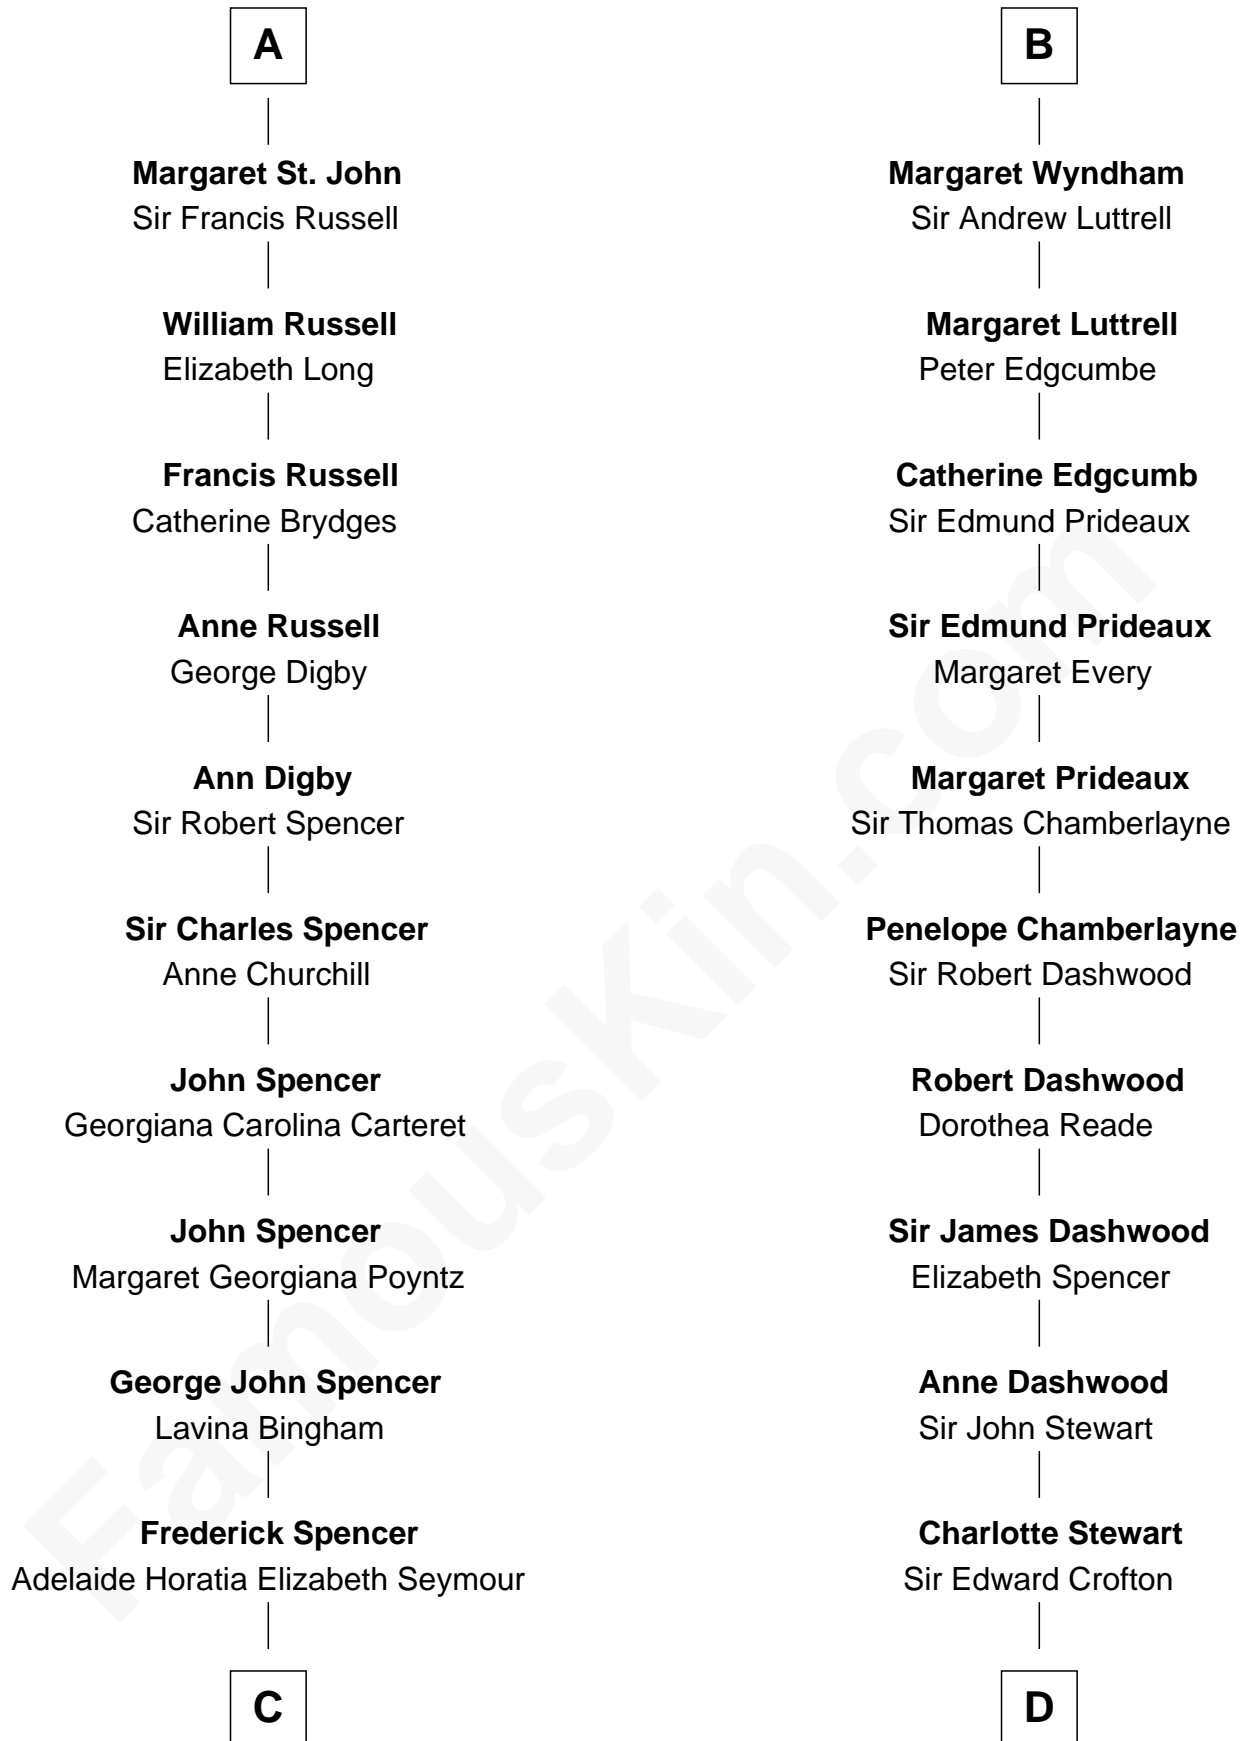 A
Margaret St. John
Sir Francis Russell
William Russell
Elizabeth Long
Francis Russell
Catherine Brydges
Anne Russell
George Digby
Ann Digby
Sir Robert Spencer
Sir Charles Spencer
Anne Churchill
John Spencer
Georgiana Carolina Carteret
John Spencer
Margaret Georgiana Poyntz
George John Spencer
Lavina Bingham
Frederick Spencer
Adelaide Horatia Elizabeth Seymour
C
B
Margaret Wyndham
Sir Andrew Luttrell
Margaret Luttrell
Peter Edgcumbe
Catherine Edgcumb
Sir Edmund Prideaux
Sir Edmund Prideaux
Margaret Every
Margaret Prideaux
Sir Thomas Chamberlayne
Penelope Chamberlayne
Sir Robert Dashwood
Robert Dashwood
Dorothea Reade
Sir James Dashwood
Elizabeth Spencer
Anne Dashwood
Sir John Stewart
Charlotte Stewart
Sir Edward Crofton
D
FamousKin.com